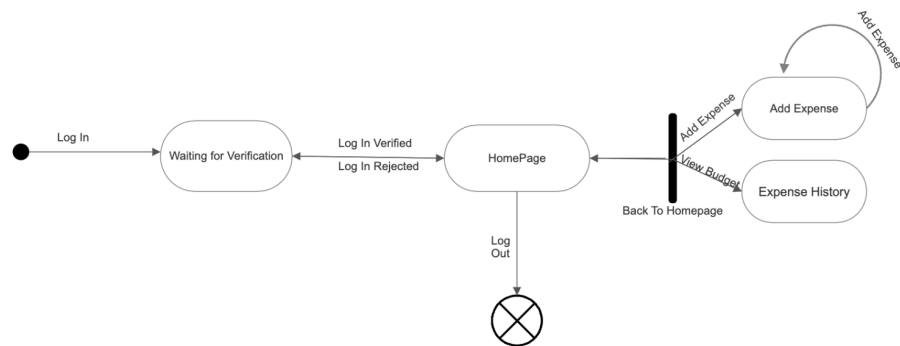 Log In
Waiting for Verification
Log In Verified
Log In Rejected
HomePage
Log
Out
Back To Homepage
Add Expense
View Budget
Add Expense
Add Expense
Expense History